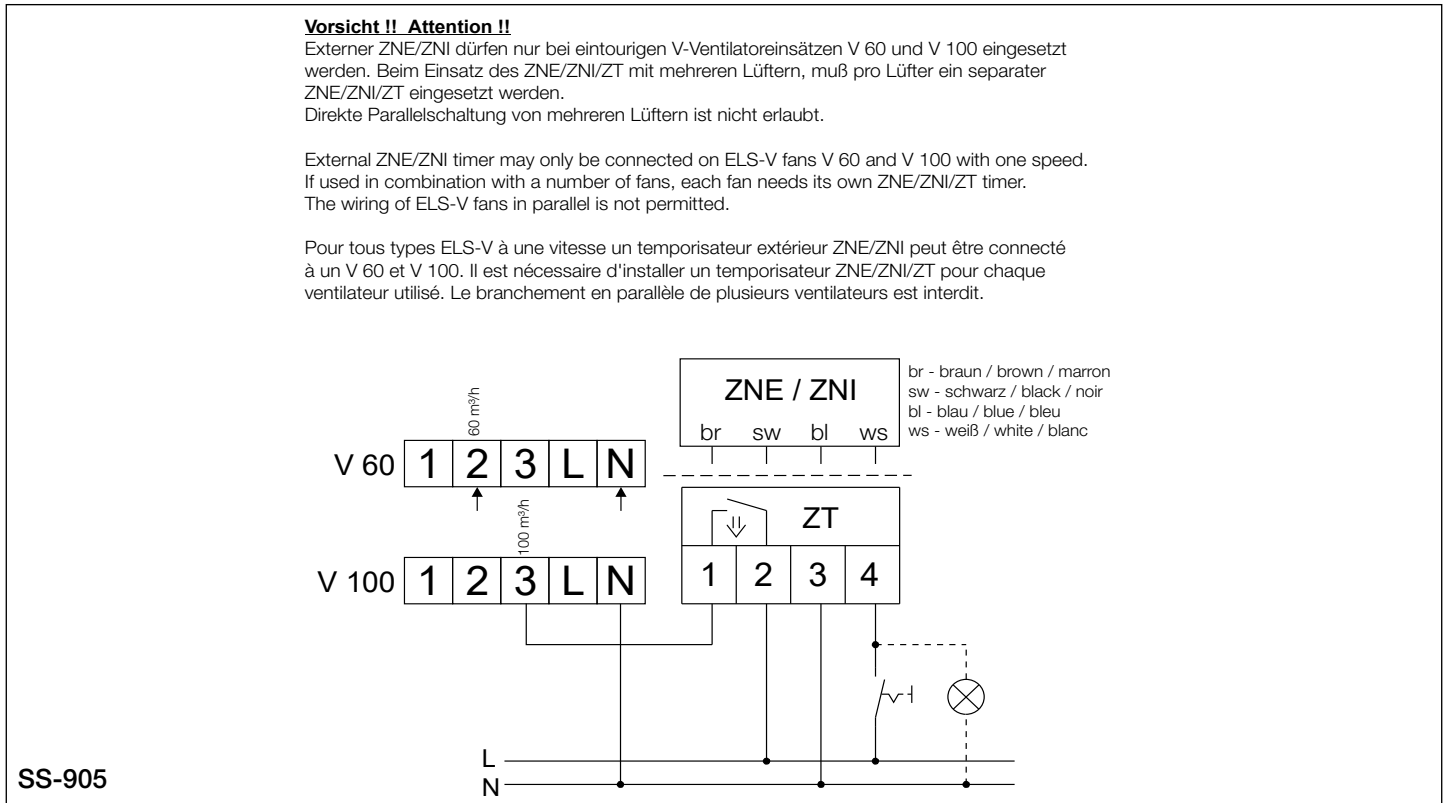 Vorsicht !! Attention !!
Externer ZNE/ZNI dürfen nur bei eintourigen V-Ventilatoreinsätzen V 60 und V 100 eingesetzt
werden. Beim Einsatz des ZNE/ZNI/ZT mit mehreren Lüftern, muß pro Lüfter ein separater
ZNE/ZNI/ZT eingesetzt werden.
Direkte Parallelschaltung von mehreren Lüftern ist nicht erlaubt.
External ZNE/ZNI timer may only be connected on ELS-V fans V 60 and V 100 with one speed.
If used in combination with a number of fans, each fan needs its own ZNE/ZNI/ZT timer.
The wiring of ELS-V fans in parallel is not permitted.
Pour tous types ELS-V à une vitesse un temporisateur extérieur ZNE/ZNI peut être connecté
à un V 60 et V 100. Il est nécessaire d'installer un temporisateur ZNE/ZNI/ZT pour chaque
ventilateur utilisé. Le branchement en parallèle de plusieurs ventilateurs est interdit.
ZNE / ZNI
br sw bl ws
br - braun / brown / marron
sw - schwarz / black / noir
bl - blau / blue / bleu
ws - weiß / white / blanc
60 m³/h
V 60 1 2 3 L N
ZT
1 2 3 4
100 m³/h
V 100 1 2 3 L N
L
N
SS-905